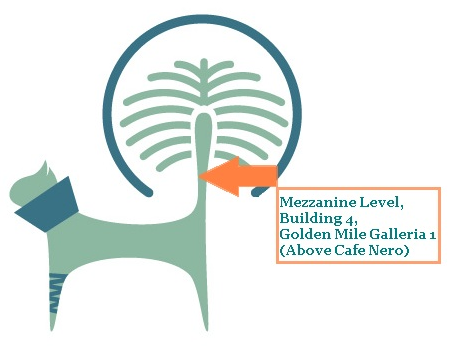 Mezzanine Level,
Building 4,
Golden Mile Galleria 1
(Above Cafe Nero)